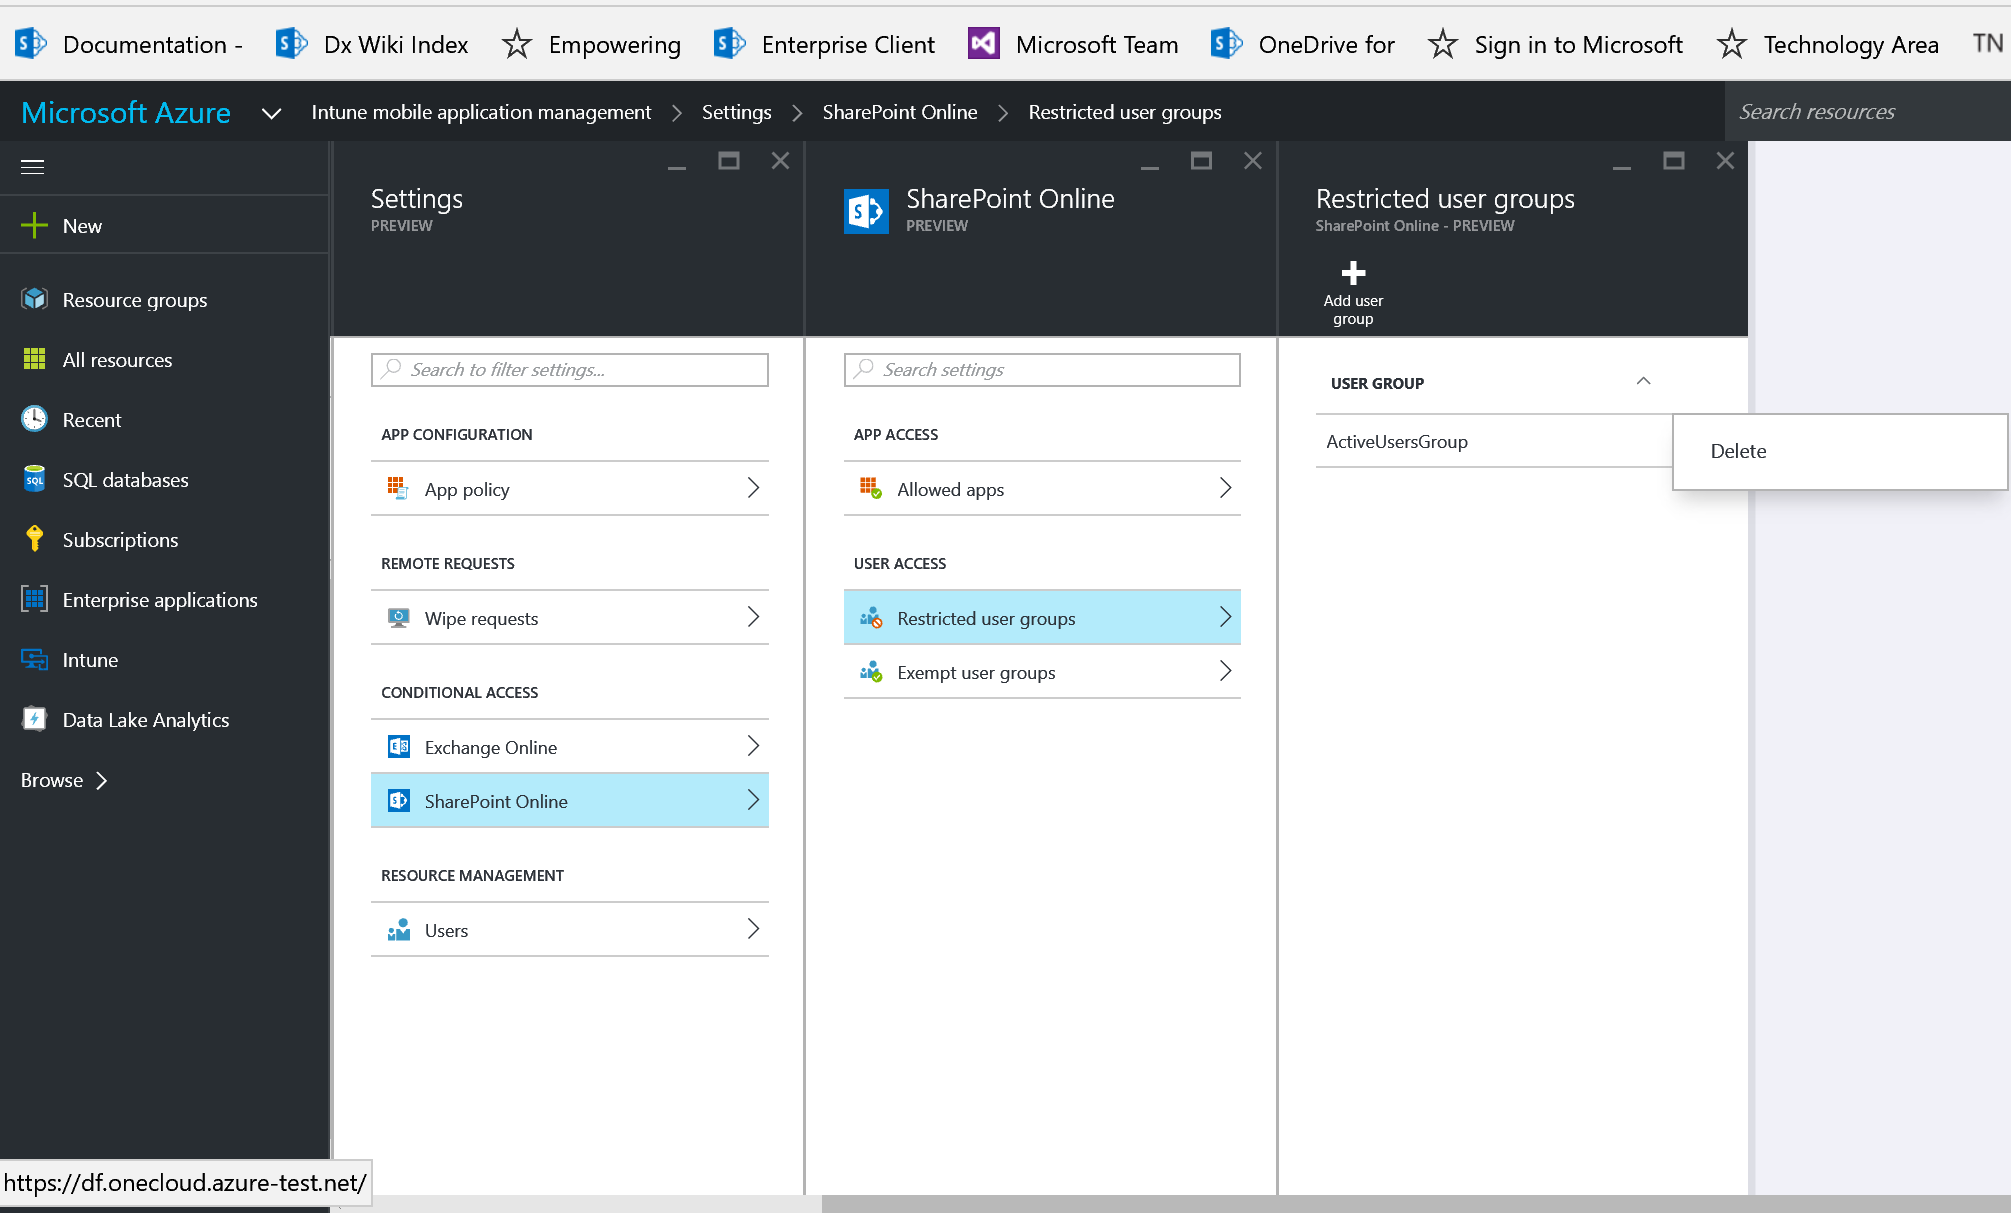 Documentation -
Dx Wiki Index
Empowering
Enterprise Client
Microsoft Team
OneDrive for
Sign in to Microsoft
Technology Area
TN
Microsoft Azure
Intune mobile application management
Settings
SharePoint Online
Restricted user groups
Search resources
New
Resource groups
All resources
Recent
SQL databases
Subscriptions
Enterprise applications
Intune
Data Lake Analytics
Browse
https://df.onecloud.azure-test.net/
Settings
PREVIEW
Search to filter settings...
APP CONFIGURATION
App policy
REMOTE REQUESTS
Wipe requests
CONDITIONAL ACCESS
Exchange Online
SharePoint Online
RESOURCE MANAGEMENT
Users
SharePoint Online
PREVIEW
Search settings
APP ACCESS
Allowed apps
USER ACCESS
Restricted user groups
Exempt user groups
Restricted user groups
SharePoint Online - PREVIEW
Add user
group
USER GROUP
ActiveUsersGroup
Delete